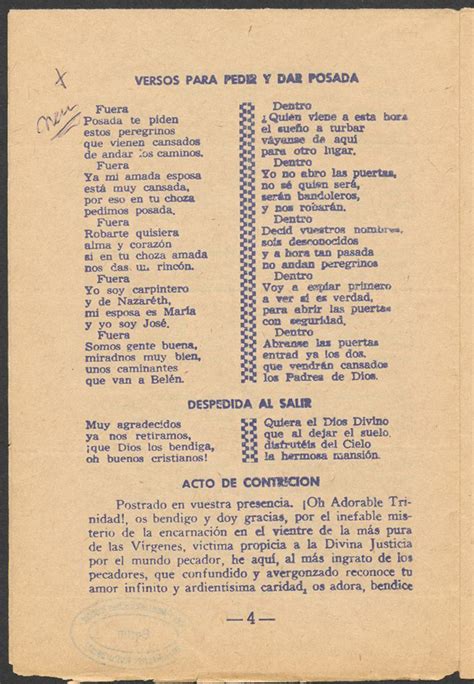 VERSOS PARA PEDIR Y DAR POSADA
Fuera
Posada te piden
estos peregrinos
que vienen cansados
de andar los caminos.
Fuera
Ya mi amada esposa
está muy cansada,
por eso en tu choza
pedimos posada.
Fuera
Robarte quisiera
alma y corazón
si en tu choza amada
nos das un rincón.
Fuera
Yo soy carpintero
y de Nazaréth,
mi esposa es María
y yo soy José.
Fuera
Somos gente buena,
miradnos muy bien,
unos caminantes
que van a Belén.
Dentro
¿Quién viene a esta hora
el sueño a turbar
váyanse de aquí
para otro lugar.
Dentro
Yo no abro las puertas,
no sé quien será,
serán bandoleros,
y nos robarán.
Dentro
Decid vuestros nombres,
sois desconocidos
y a hora tan pasada
no andan peregrinos
Dentro
Voy a espiar primero
a ver si es verdad,
para abrir las puertas
con seguridad.
Dentro
Abranse las puertas
entrad ya los dos,
que vendrán cansados
los Padres de Dios.
DESPEDIDA AL SALIR
Muy agradecidos
ya nos retiramos,
¡que Dios los bendiga,
oh buenos cristianos!
Quiera el Dios Divino
que al dejar el suelo,
disfrutéis del Cielo
la hermosa mansión.
ACTO DE CONTRICION
Postrado en vuestra presencia. ¡Oh Adorable Tri-
nidad!, os bendigo y doy gracias, por el inefable mis-
terio de la encarnación en el vientre de la más pura
de las Vírgenes, víctima propicia a la Divina Justicia
por el mundo pecador, he aquí, al más ingrato de los
pecadores, que confundido y avergonzado reconoce tu
amor infinito y ardientísima caridad, os adora, bendice
—4—